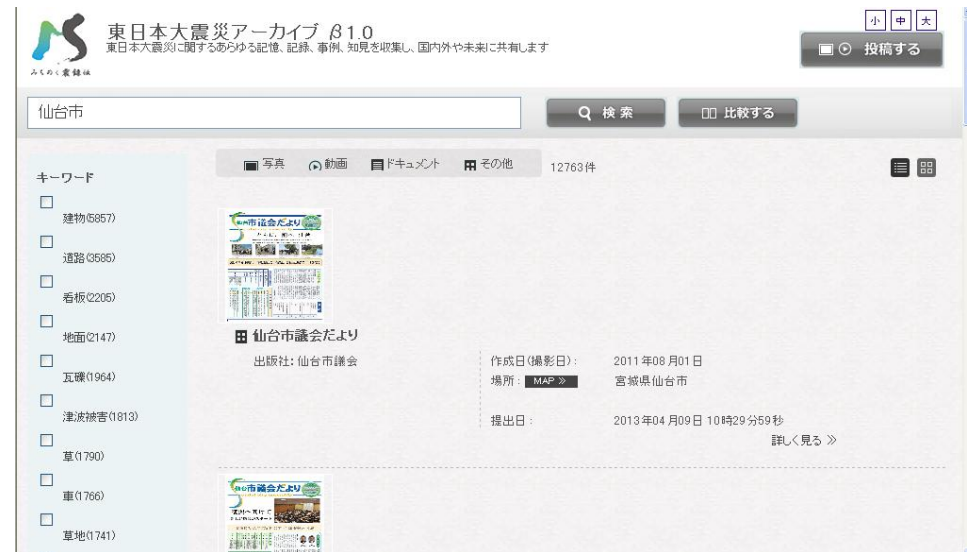 東日本大震災アーカイブ β1.0
東日本大震災に関するあらゆる記憶、記録、事例、知見を収集し、国内外や未来に共有します
みちのく震録伝
小 中 大
投稿する
仙台市
検索
比較する
写真 動画 ドキュメント その他 12763件
キーワード
建物(5857)
道路(3585)
看板(2205)
地面(2147)
瓦礫(1964)
津波被害(1813)
草(1790)
車(1766)
草地(1741)
市議会だより
仙台市議会だより
出版社: 仙台市議会
作成日(撮影日): 2011年08月01日
場所: MAP ≫ 宮城県仙台市
提出日: 2013年04月09日 10時29分59秒
詳しく見る ≫
市議会だより